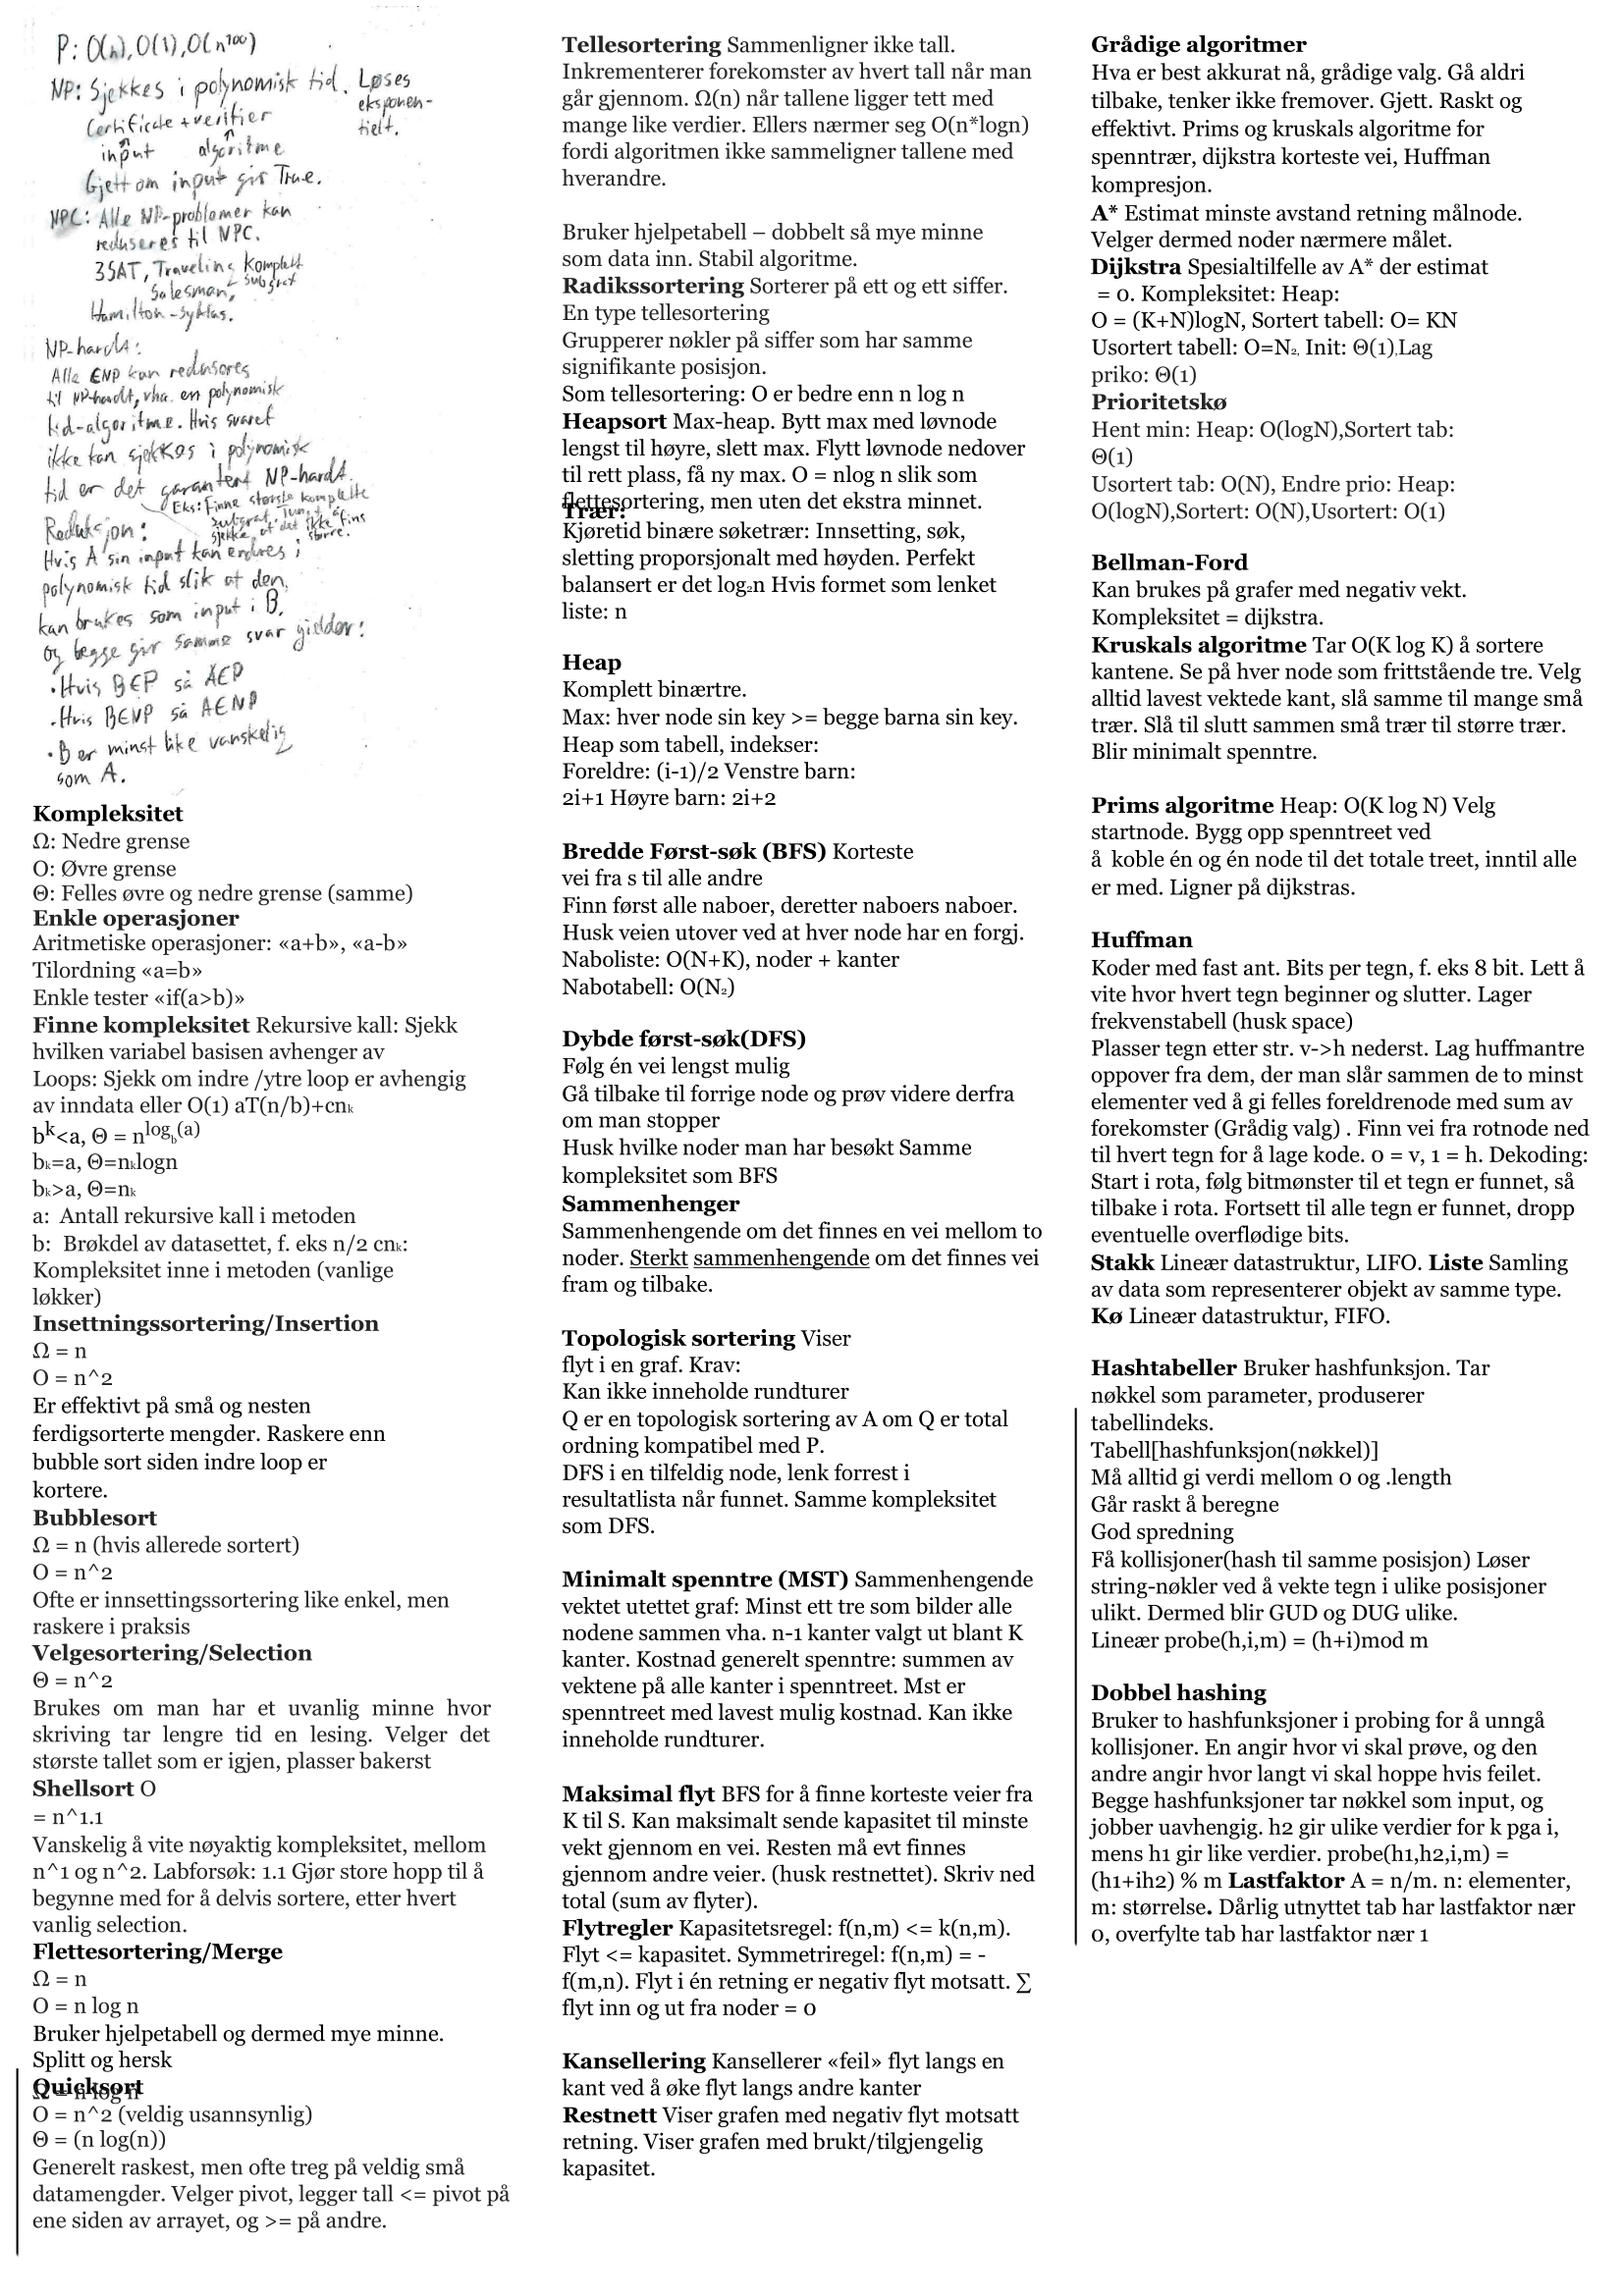 P: O(n), O(1), O(n^100)
NP: Sjekkes i polynomisk tid. Løses
eksponen-
tielt.
Certificate + verifier
input algoritme
Gjett om input gir True.
NPC: Alle NP-problemer kan
reduseres til NPC.
3SAT, Traveling Komplett
Salesman, subgraf
Hamilton-syklus.
NP-hardt:
Alle ENP kan reduseres
til NP-hardt, vha. en polynomisk
tid-algoritme. Hvis svaret
ikke kan sjekkes i polynomisk
tid er det garantert NP-hardt.
Eks: Finne største komplette
subgraf. Tungt å
sjekke at det ikke fins
større.
Reduksjon:
Hvis A sin input kan endres i
polynomisk tid slik at den
kan brukes som input i B,
og begge gir samme svar gjelder:
• Hvis B∈P så A∈P
• Hvis B∈NP så A∈NP
• B er minst like vanskelig
som A.
Kompleksitet
Ω: Nedre grense
O: Øvre grense
Θ: Felles øvre og nedre grense (samme)
Enkle operasjoner
Aritmetiske operasjoner: «a+b», «a-b»
Tilordning «a=b»
Enkle tester «if(a>b)»
Finne kompleksitet Rekursive kall: Sjekk
hvilken variabel basisen avhenger av
Loops: Sjekk om indre /ytre loop er avhengig
av inndata eller O(1) aT(n/b)+cnk
b^k<a, Θ = n^log_b(a)
bk=a, Θ=nklogn
bk>a, Θ=nk
a: Antall rekursive kall i metoden
b: Brøkdel av datasettet, f. eks n/2 cnk:
Kompleksitet inne i metoden (vanlige
løkker)
Insettningssortering/Insertion
Ω = n
O = n^2
Er effektivt på små og nesten
ferdigsorterte mengder. Raskere enn
bubble sort siden indre loop er
kortere.
Bubblesort
Ω = n (hvis allerede sortert)
O = n^2
Ofte er innsettingssortering like enkel, men
raskere i praksis
Velgesortering/Selection
Θ = n^2
Brukes om man har et uvanlig minne hvor
skriving tar lengre tid en lesing. Velger det
største tallet som er igjen, plasser bakerst
Shellsort O
= n^1.1
Vanskelig å vite nøyaktig kompleksitet, mellom
n^1 og n^2. Labforsøk: 1.1 Gjør store hopp til å
begynne med for å delvis sortere, etter hvert
vanlig selection.
Flettesortering/Merge
Ω = n
O = n log n
Bruker hjelpetabell og dermed mye minne.
Splitt og hersk
Quicksort
Ω = n log n
O = n^2 (veldig usannsynlig)
Θ = (n log(n))
Generelt raskest, men ofte treg på veldig små
datamengder. Velger pivot, legger tall <= pivot på
ene siden av arrayet, og >= på andre.
Tellesortering Sammenligner ikke tall.
Inkrementerer forekomster av hvert tall når man
går gjennom. Ω(n) når tallene ligger tett med
mange like verdier. Ellers nærmer seg O(n*logn)
fordi algoritmen ikke sammeligner tallene med
hverandre.
Bruker hjelpetabell – dobbelt så mye minne
som data inn. Stabil algoritme.
Radikssortering Sorterer på ett og ett siffer.
En type tellesortering
Grupperer nøkler på siffer som har samme
signifikante posisjon.
Som tellesortering: O er bedre enn n log n
Heapsort Max-heap. Bytt max med løvnode
lengst til høyre, slett max. Flytt løvnode nedover
til rett plass, få ny max. O = nlog n slik som
flettesortering, men uten det ekstra minnet.
Trær:
Kjøretid binære søketrær: Innsetting, søk,
sletting proporsjonalt med høyden. Perfekt
balansert er det log2n Hvis formet som lenket
liste: n
Heap
Komplett binærtre.
Max: hver node sin key >= begge barna sin key.
Heap som tabell, indekser:
Foreldre: (i-1)/2 Venstre barn:
2i+1 Høyre barn: 2i+2
Bredde Først-søk (BFS) Korteste
vei fra s til alle andre
Finn først alle naboer, deretter naboers naboer.
Husk veien utover ved at hver node har en forgj.
Naboliste: O(N+K), noder + kanter
Nabotabell: O(N2)
Dybde først-søk(DFS)
Følg én vei lengst mulig
Gå tilbake til forrige node og prøv videre derfra
om man stopper
Husk hvilke noder man har besøkt Samme
kompleksitet som BFS
Sammenhenger
Sammenhengende om det finnes en vei mellom to
noder. Sterkt sammenhengende om det finnes vei
fram og tilbake.
Topologisk sortering Viser
flyt i en graf. Krav:
Kan ikke inneholde rundturer
Q er en topologisk sortering av A om Q er total
ordning kompatibel med P.
DFS i en tilfeldig node, lenk forrest i
resultatlista når funnet. Samme kompleksitet
som DFS.
Minimalt spenntre (MST) Sammenhengende
vektet utettet graf: Minst ett tre som bilder alle
nodene sammen vha. n-1 kanter valgt ut blant K
kanter. Kostnad generelt spenntre: summen av
vektene på alle kanter i spenntreet. Mst er
spenntreet med lavest mulig kostnad. Kan ikke
inneholde rundturer.
Maksimal flyt BFS for å finne korteste veier fra
K til S. Kan maksimalt sende kapasitet til minste
vekt gjennom en vei. Resten må evt finnes
gjennom andre veier. (husk restnettet). Skriv ned
total (sum av flyter).
Flytregler Kapasitetsregel: f(n,m) <= k(n,m).
Flyt <= kapasitet. Symmetriregel: f(n,m) = -
f(m,n). Flyt i én retning er negativ flyt motsatt. ∑
flyt inn og ut fra noder = 0
Kansellering Kansellerer «feil» flyt langs en
kant ved å øke flyt langs andre kanter
Restnett Viser grafen med negativ flyt motsatt
retning. Viser grafen med brukt/tilgjengelig
kapasitet.
Grådige algoritmer
Hva er best akkurat nå, grådige valg. Gå aldri
tilbake, tenker ikke fremover. Gjett. Raskt og
effektivt. Prims og kruskals algoritme for
spenntrær, dijkstra korteste vei, Huffman
kompresjon.
A* Estimat minste avstand retning målnode.
Velger dermed noder nærmere målet.
Dijkstra Spesialtilfelle av A* der estimat
= 0. Kompleksitet: Heap:
O = (K+N)logN, Sortert tabell: O= KN
Usortert tabell: O=N2, Init: Θ(1),Lag
priko: Θ(1)
Prioritetskø
Hent min: Heap: O(logN),Sortert tab:
Θ(1)
Usortert tab: O(N), Endre prio: Heap:
O(logN),Sortert: O(N),Usortert: O(1)
Bellman-Ford
Kan brukes på grafer med negativ vekt.
Kompleksitet = dijkstra.
Kruskals algoritme Tar O(K log K) å sortere
kantene. Se på hver node som frittstående tre. Velg
alltid lavest vektede kant, slå samme til mange små
trær. Slå til slutt sammen små trær til større trær.
Blir minimalt spenntre.
Prims algoritme Heap: O(K log N) Velg
startnode. Bygg opp spenntreet ved
å koble én og én node til det totale treet, inntil alle
er med. Ligner på dijkstras.
Huffman
Koder med fast ant. Bits per tegn, f. eks 8 bit. Lett å
vite hvor hvert tegn beginner og slutter. Lager
frekvenstabell (husk space)
Plasser tegn etter str. v->h nederst. Lag huffmantre
oppover fra dem, der man slår sammen de to minst
elementer ved å gi felles foreldrenode med sum av
forekomster (Grådig valg) . Finn vei fra rotnode ned
til hvert tegn for å lage kode. 0 = v, 1 = h. Dekoding:
Start i rota, følg bitmønster til et tegn er funnet, så
tilbake i rota. Fortsett til alle tegn er funnet, dropp
eventuelle overflødige bits.
Stakk Lineær datastruktur, LIFO. Liste Samling
av data som representerer objekt av samme type.
Kø Lineær datastruktur, FIFO.
Hashtabeller Bruker hashfunksjon. Tar
nøkkel som parameter, produserer
tabellindeks.
Tabell[hashfunksjon(nøkkel)]
Må alltid gi verdi mellom 0 og .length
Går raskt å beregne
God spredning
Få kollisjoner(hash til samme posisjon) Løser
string-nøkler ved å vekte tegn i ulike posisjoner
ulikt. Dermed blir GUD og DUG ulike.
Lineær probe(h,i,m) = (h+i)mod m
Dobbel hashing
Bruker to hashfunksjoner i probing for å unngå
kollisjoner. En angir hvor vi skal prøve, og den
andre angir hvor langt vi skal hoppe hvis feilet.
Begge hashfunksjoner tar nøkkel som input, og
jobber uavhengig. h2 gir ulike verdier for k pga i,
mens h1 gir like verdier. probe(h1,h2,i,m) =
(h1+ih2) % m Lastfaktor A = n/m. n: elementer,
m: størrelse. Dårlig utnyttet tab har lastfaktor nær
0, overfylte tab har lastfaktor nær 1